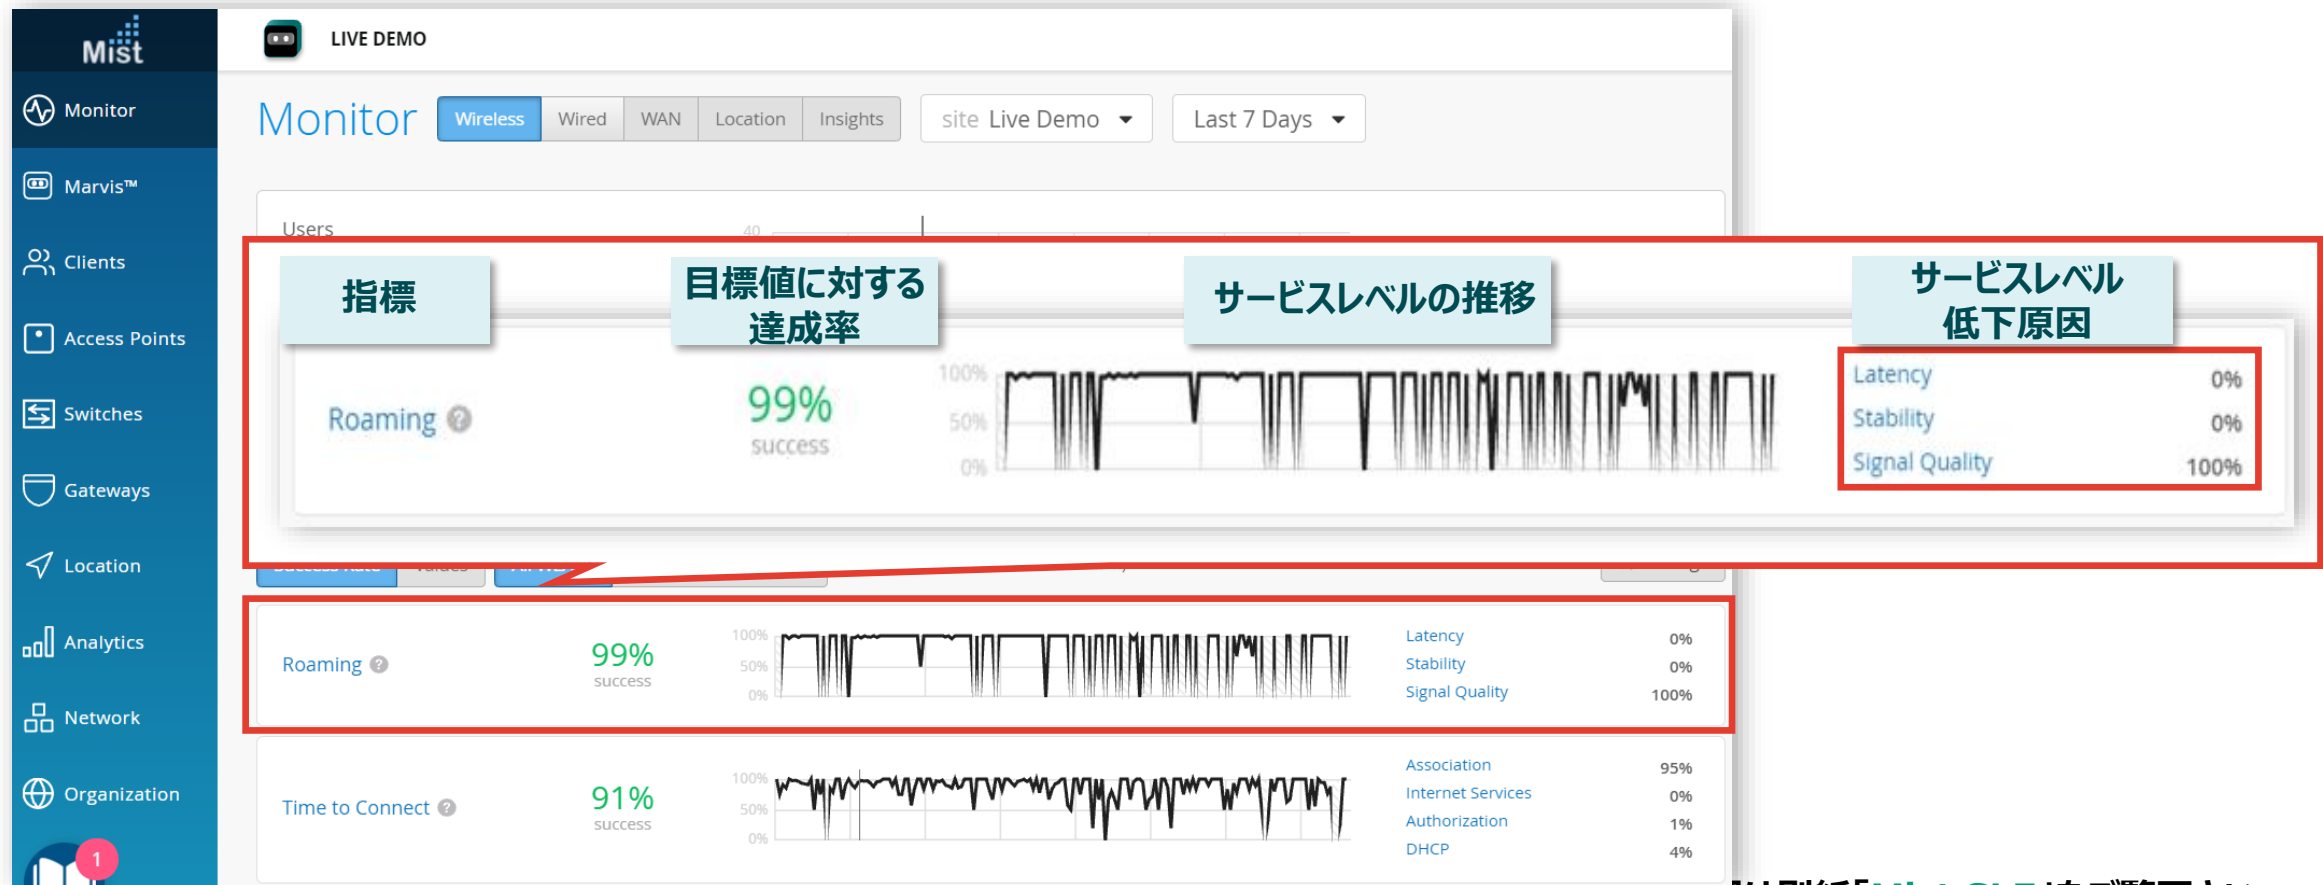 Mist
LIVE DEMO
Monitor
Marvis™
Clients
Access Points
Switches
Gateways
Location
Analytics
Network
Organization
1
Monitor
Wireless Wired WAN Location Insights
site Live Demo
Last 7 Days
Users
40
指標
目標値に対する
達成率
サービスレベルの推移
サービスレベル
低下原因
Roaming ?
99%
success
100%
50%
0%
Latency 0%
Stability 0%
Signal Quality 100%
Roaming ?
99%
success
100%
50%
0%
Latency 0%
Stability 0%
Signal Quality 100%
Time to Connect ?
91%
success
100%
50%
0%
Association 95%
Internet Services 0%
Authorization 1%
DHCP 4%